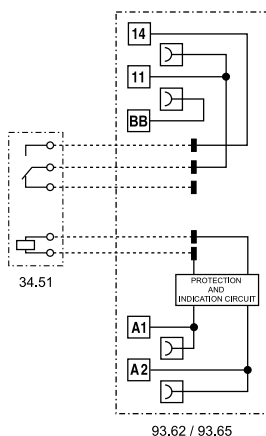 14
11
BB
34.51
PROTECTION
AND
INDICATION CIRCUIT
A1
A2
93.62 / 93.65